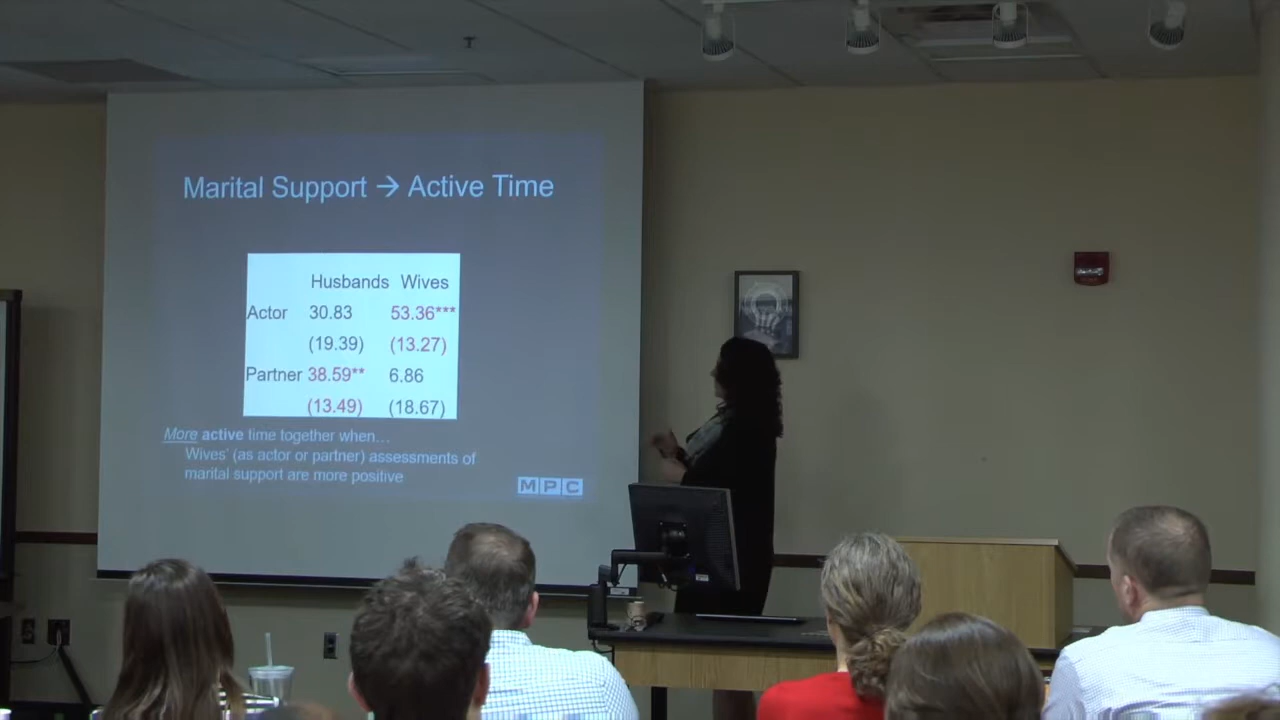 Marital Support → Active Time
Husbands Wives
Actor 30.83 53.36***
(19.39) (13.27)
Partner 38.59** 6.86
(13.49) (18.67)
More active time together when...
Wives' (as actor or partner) assessments of
marital support are more positive
MPC